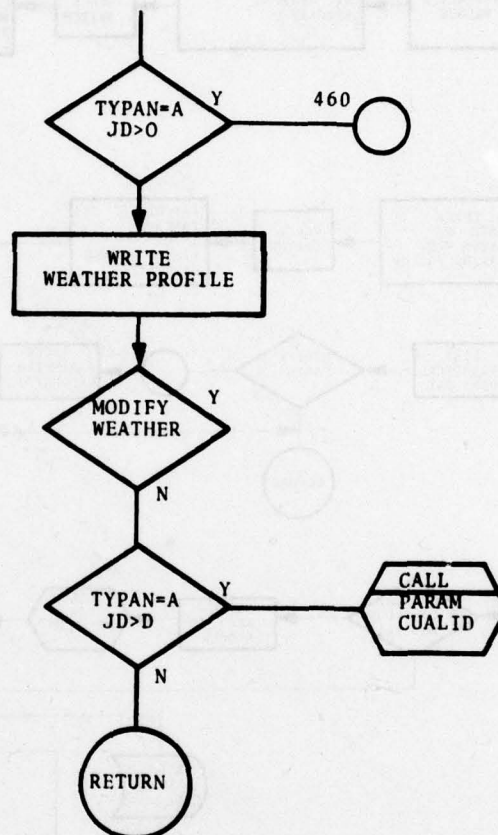 TYPAN=A
JD>O
Y
460
WRITE
WEATHER PROFILE
MODIFY
WEATHER
Y
N
TYPAN=A
JD>D
Y
CALL
PARAM
CUALID
N
RETURN